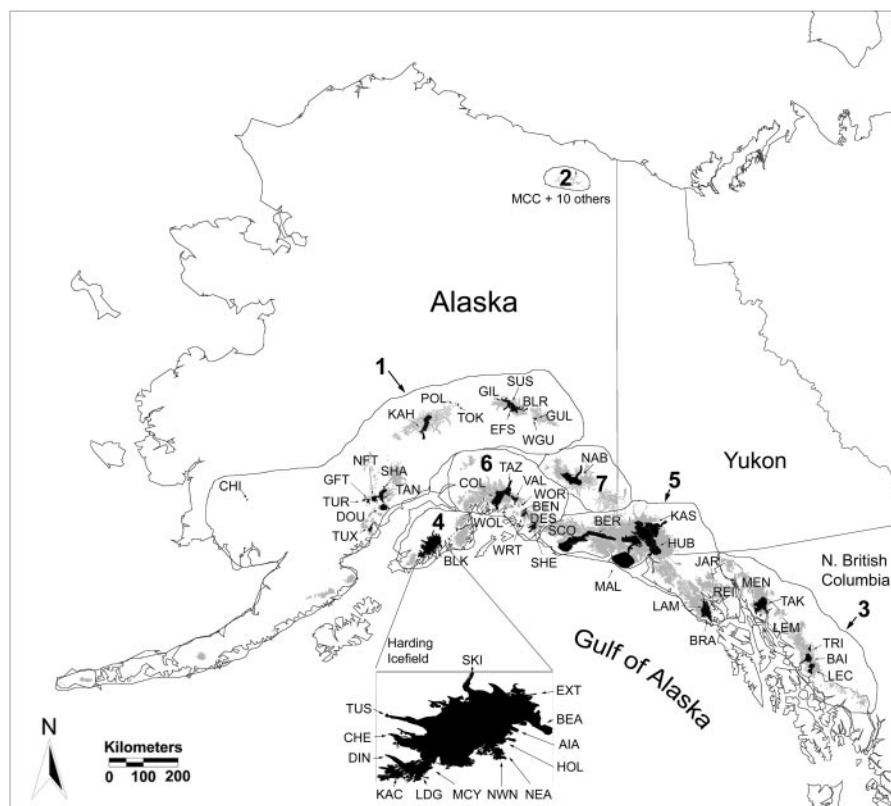 2
MCC + 10 others
Alaska
1
SUS
GIL
POL
BLR
KAH
TOK
GUL
EFS
WGU
NFT
SHA
6
TAZ
NAB
Yukon
GFT
CHI
TAN
COL
VAL
7
5
TUR
WOR
DOU
BEN
BER
KAS
4
WOL
DES
SCO
TUX
HUB
BLK
WRT
SHE
JAR
N. British
Columbia
MAL
MEN
REI
TAK
3
LAM
LEM
BRA
TRI
BAI
LEC
Gulf of Alaska
Harding
Icefield
SKI
EXT
TUS
BEA
CHE
AIA
DIN
HOL
KAC
LDG
MCY
NWN
NEA
N
Kilometers
0 100 200